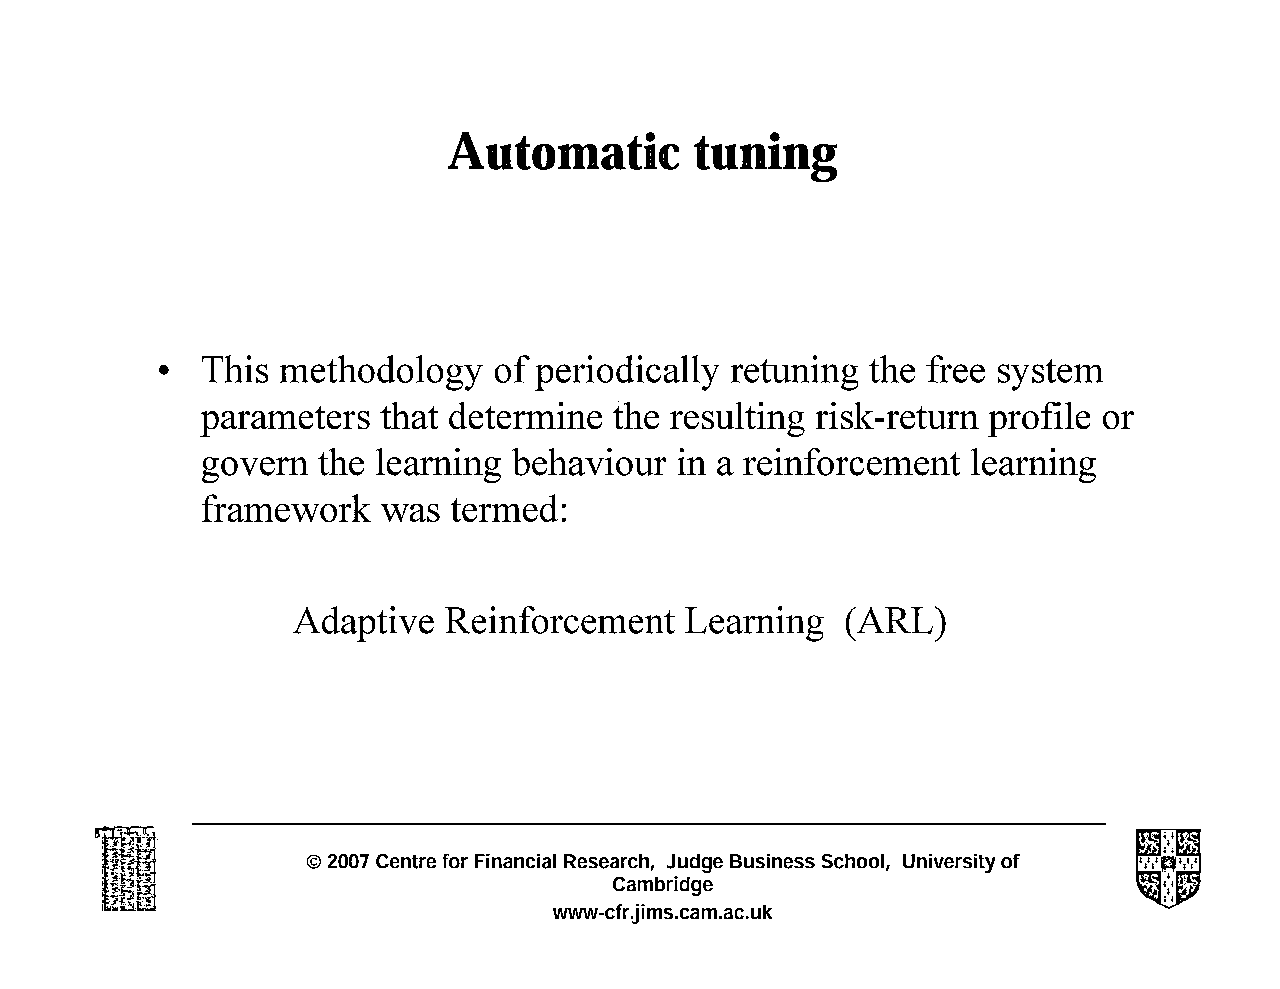 Automatic tuning
• This methodology of periodically retuning the free system
parameters that determine the resulting risk-return profile or
govern the learning behaviour in a reinforcement learning
framework was termed:
Adaptive Reinforcement Learning (ARL)
© 2007 Centre for Financial Research, Judge Business School, University of
Cambridge
www-cfr.jims.cam.ac.uk